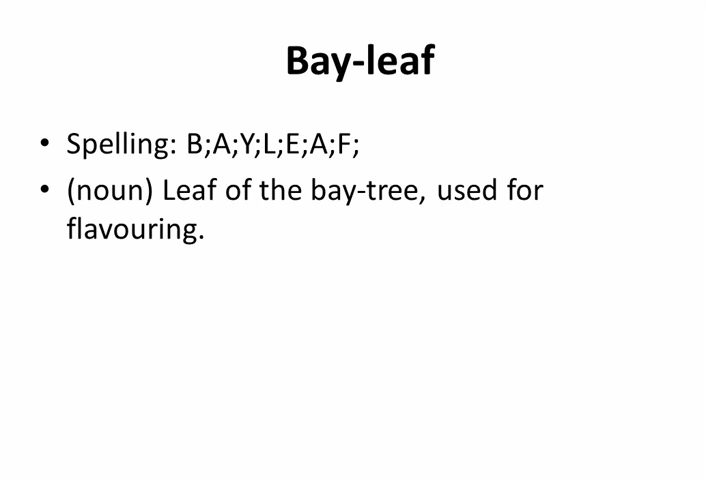 Bay-leaf
• Spelling: B;A;Y;L;E;A;F;
• (noun) Leaf of the bay-tree, used for
flavouring.